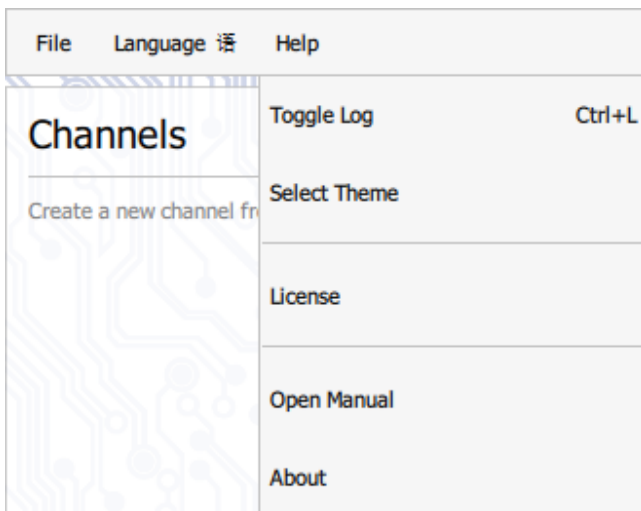 File Language 语 Help
Channels
Create a new channel fr
Toggle Log Ctrl+L
Select Theme
License
Open Manual
About